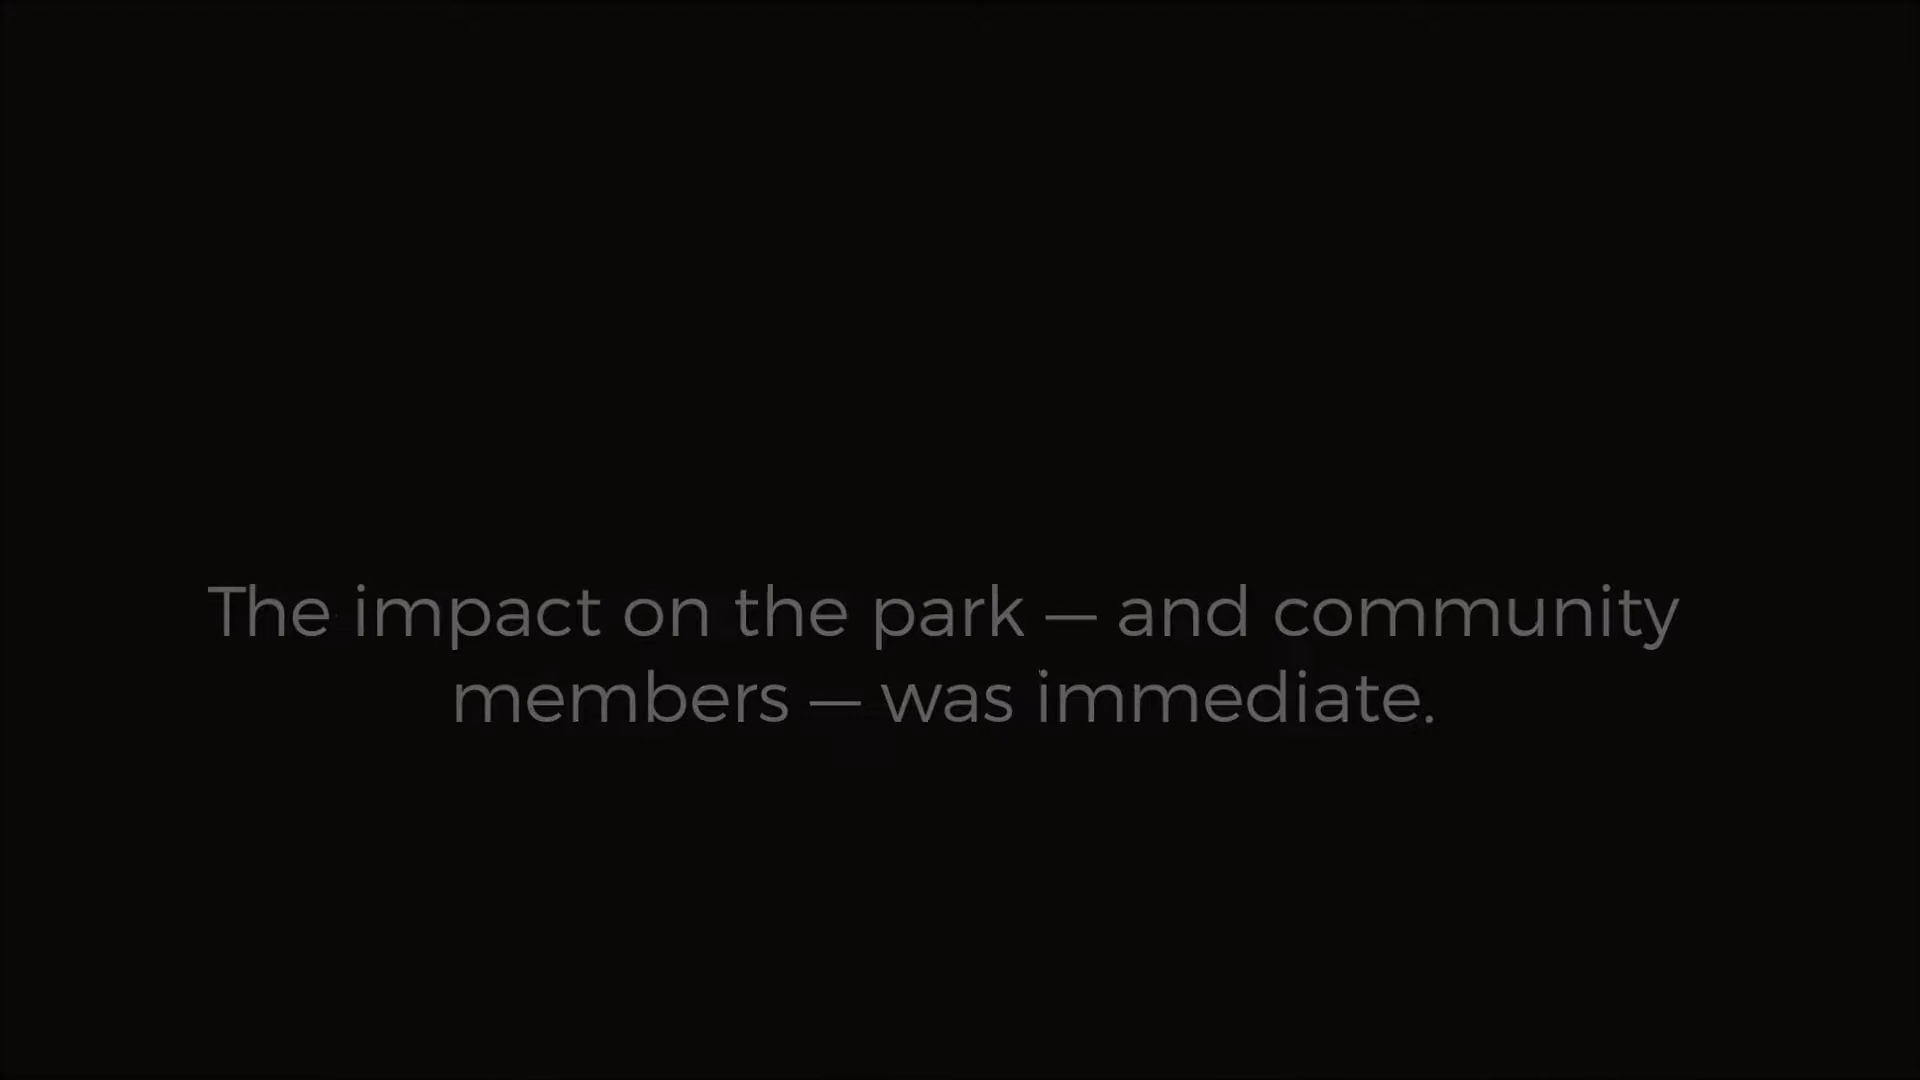 The impact on the park — and community
members — was immediate.